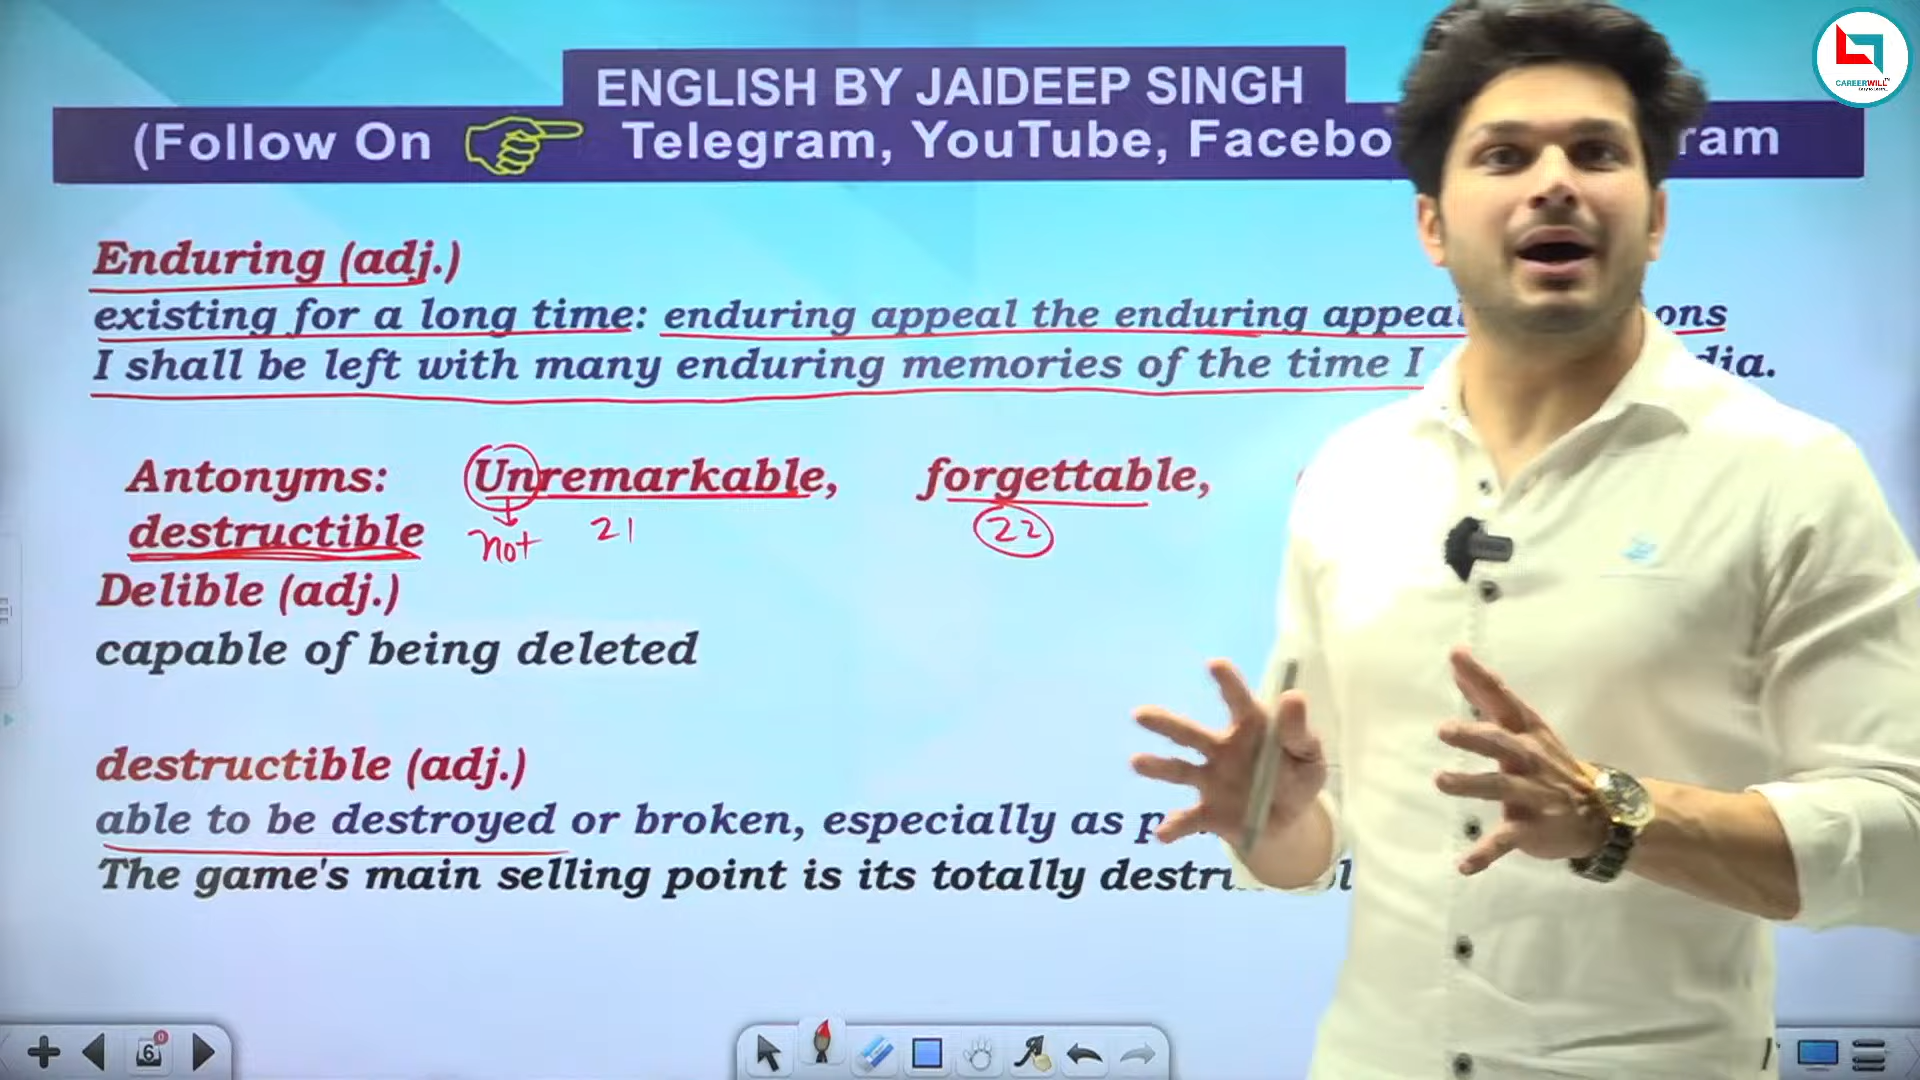 ENGLISH BY JAIDEEP SINGH
(Follow On Telegram, YouTube, Facebo ram
CAREERWILL
Enduring (adj.)
existing for a long time: enduring appeal the enduring appeal ons
I shall be left with many enduring memories of the time I dia.
Antonyms: Unremarkable, forgettable,
destructible not 21 22
Delible (adj.)
capable of being deleted
destructible (adj.)
able to be destroyed or broken, especially as
The game's main selling point is its totally
6